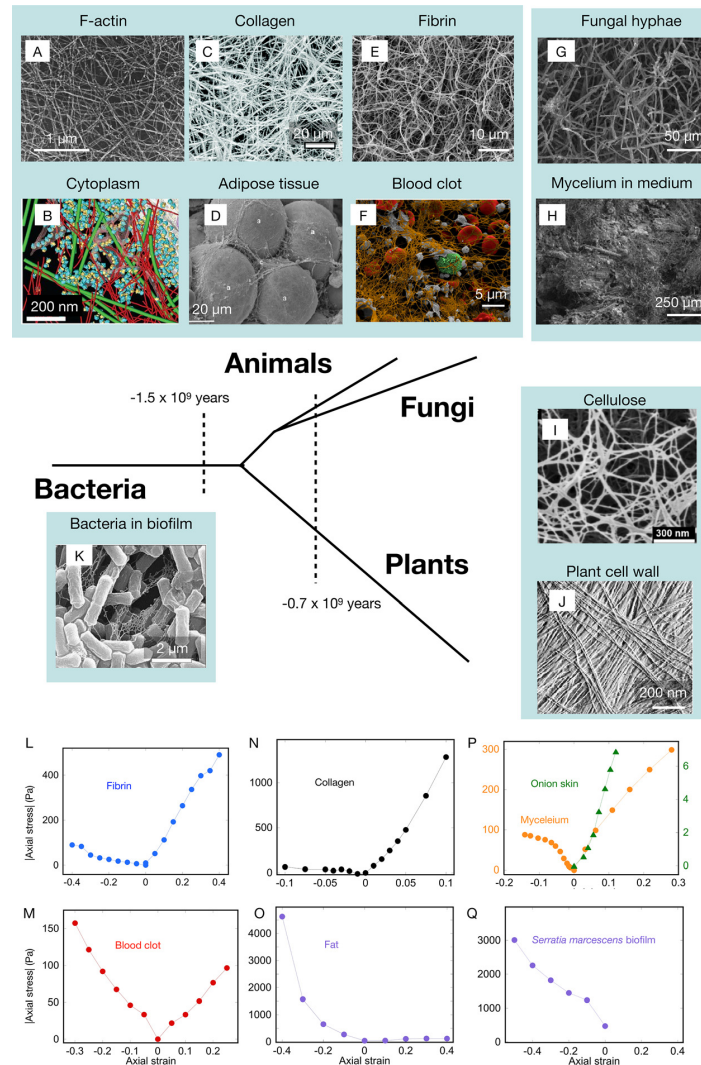 F-actin
Collagen
Fibrin
Fungal hyphae
A
C
E
G
1 µm
20 µm
10 µm
50 µm
Cytoplasm
Adipose tissue
Blood clot
Mycelium in medium
B
D
F
H
a
a
a
a
200 nm
20 µm
5 µm
250 µm
Animals
-1.5 x 10⁹ years
Fungi
Cellulose
I
300 nm
Bacteria
Bacteria in biofilm
K
2 µm
Plants
-0.7 x 10⁹ years
Plant cell wall
J
200 nm
L
N
P
|Axial stress| (Pa)
400
200
0
Fibrin
-0.4 -0.2 0 0.2 0.4
1000
500
0
Collagen
-0.1 -0.05 0 0.05 0.1
300
200
100
0
Onion skin
Myceleium
6
4
2
0
-0.2 -0.1 0 0.1 0.2 0.3
M
O
Q
|Axial stress| (Pa)
150
100
50
0
Blood clot
-0.3 -0.2 -0.1 0 0.1 0.2
Axial strain
4000
3000
2000
1000
0
Fat
-0.4 -0.2 0 0.2 0.4
Axial strain
3000
2000
1000
0
Serratia marcescens biofilm
-0.4 -0.2 0 0.2 0.4
Axial strain